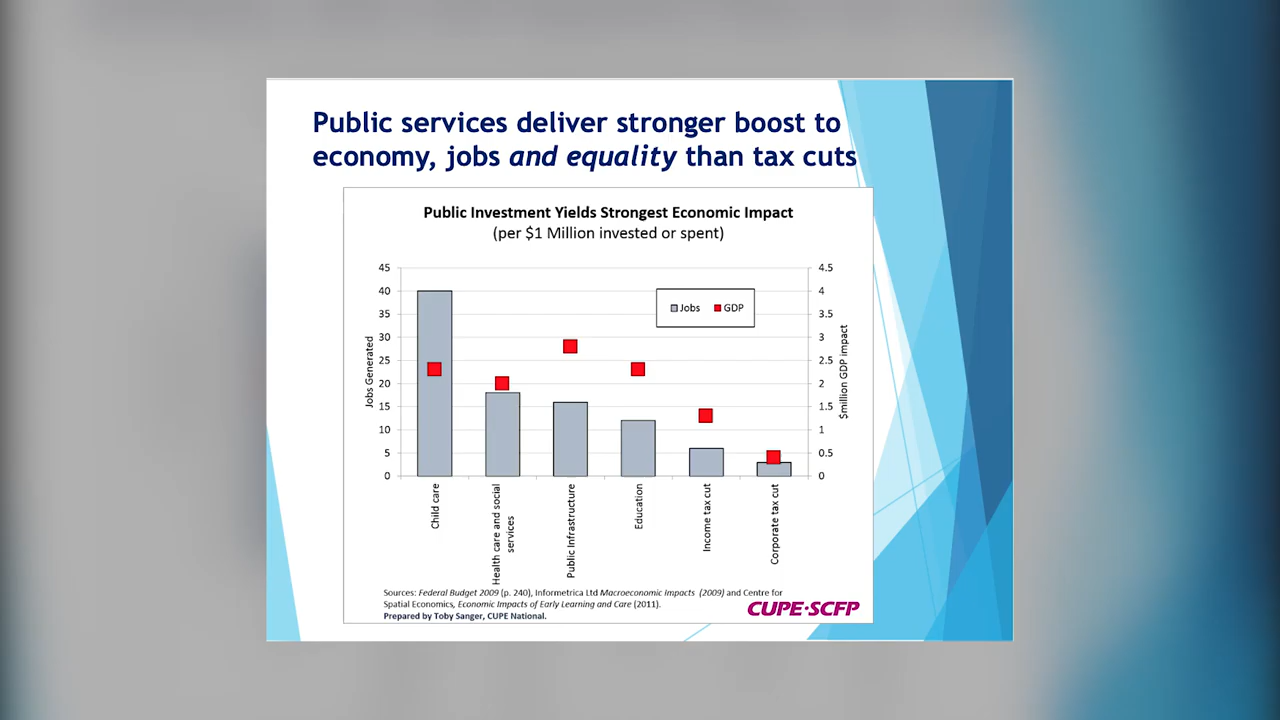 Public services deliver stronger boost to
economy, jobs and equality than tax cuts
Public Investment Yields Strongest Economic Impact
(per $1 Million invested or spent)
45
40
35
30
25
20
15
10
5
0
Jobs Generated
4.5
4
3.5
3
2.5
2
1.5
1
0.5
0
$million GDP impact
Jobs GDP
Child care
Health care and social
services
Public Infrastructure
Education
Income tax cut
Corporate tax cut
Sources: Federal Budget 2009 (p. 240), Informetrica Ltd Macroeconomic Impacts (2009) and Centre for
Spatial Economics, Economic Impacts of Early Learning and Care (2011).
Prepared by Toby Sanger, CUPE National.
CUPE·SCFP